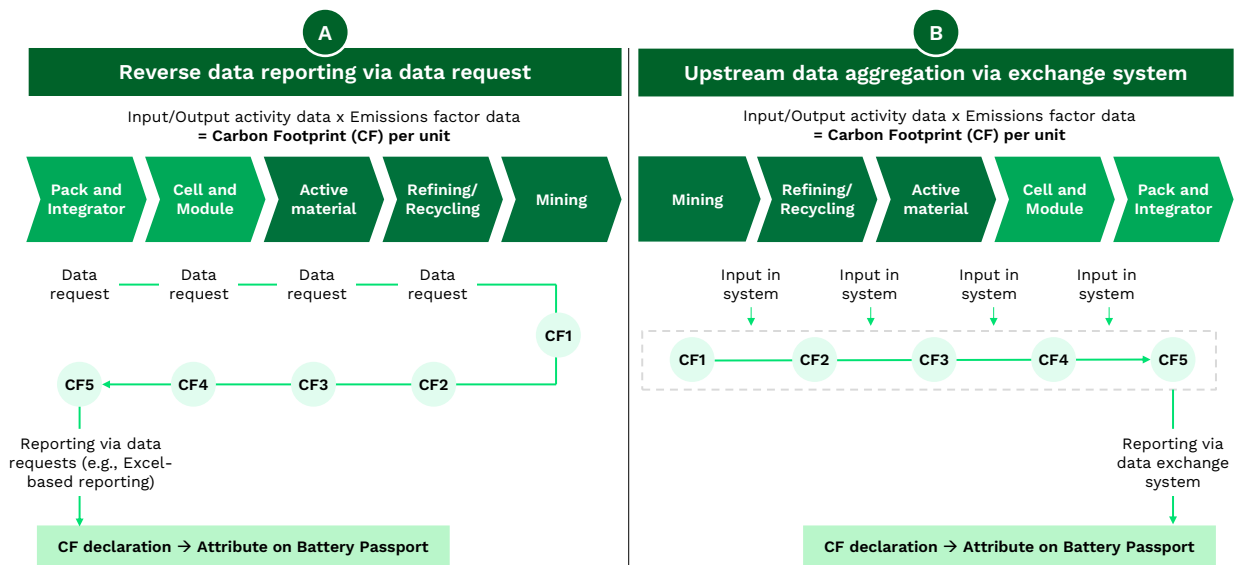 A
Reverse data reporting via data request
Input/Output activity data x Emissions factor data
= Carbon Footprint (CF) per unit
Pack and
Integrator
Cell and
Module
Active
material
Refining/
Recycling
Mining
Data
request
Data
request
Data
request
Data
request
CF1
CF5
CF4
CF3
CF2
Reporting via data
requests (e.g., Excel-
based reporting)
CF declaration → Attribute on Battery Passport
B
Upstream data aggregation via exchange system
Input/Output activity data x Emissions factor data
= Carbon Footprint (CF) per unit
Mining
Refining/
Recycling
Active
material
Cell and
Module
Pack and
Integrator
Input in
system
Input in
system
Input in
system
Input in
system
CF1
CF2
CF3
CF4
CF5
Reporting via
data exchange
system
CF declaration → Attribute on Battery Passport